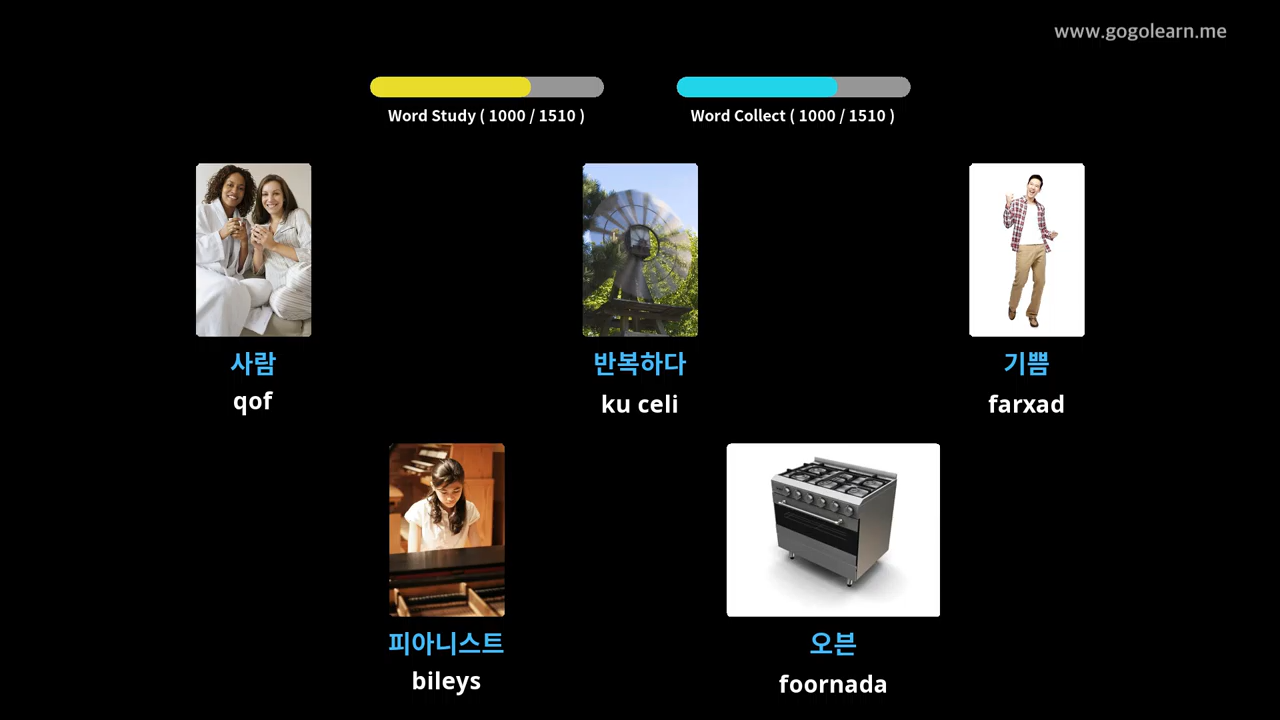 www.gogolearn.me
Word Study ( 1000 / 1510 )
Word Collect ( 1000 / 1510 )
사람
qof
반복하다
ku celi
기쁨
farxad
피아니스트
bileys
오븐
foornada